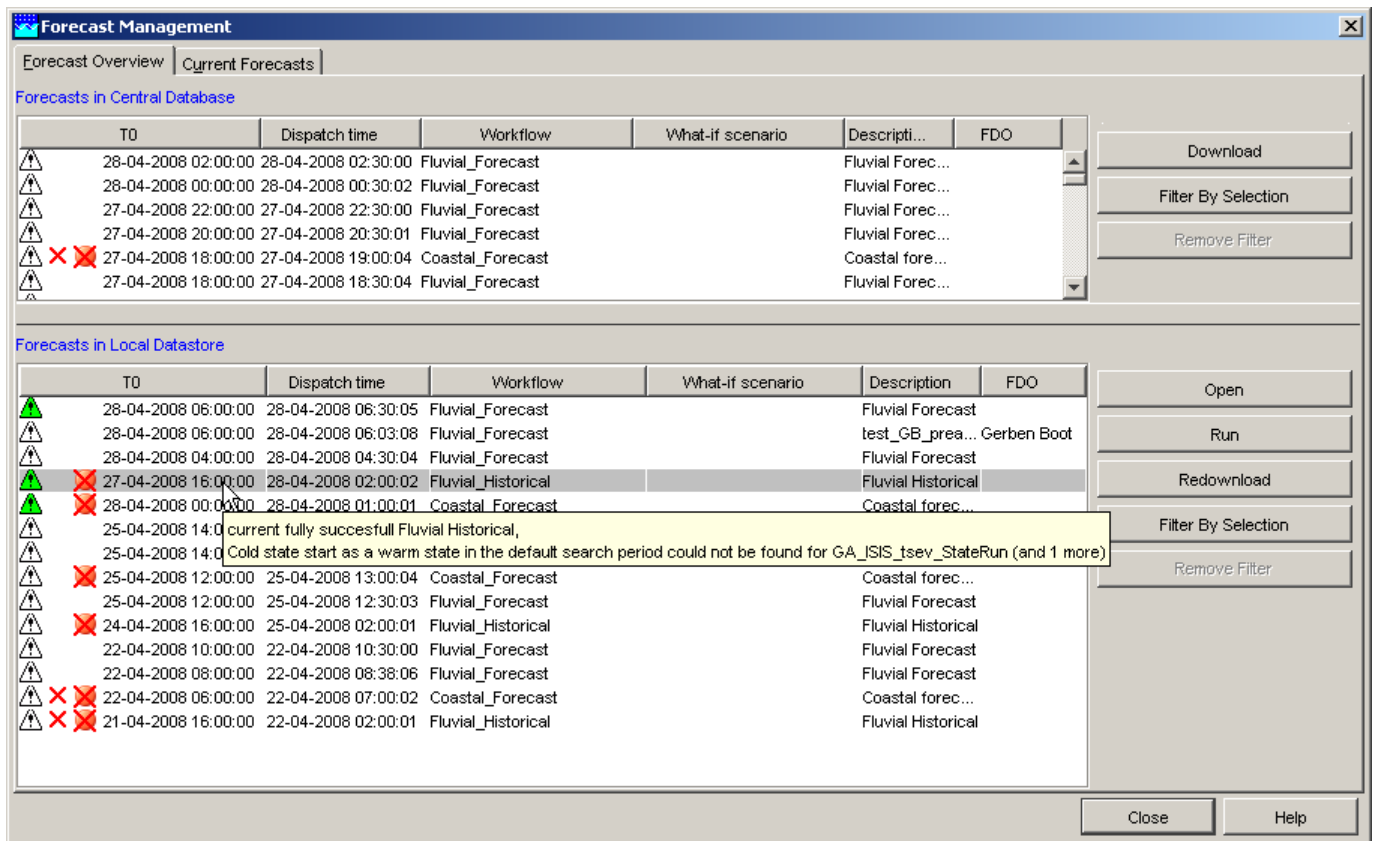 Forecast Management
Forecast Overview Current Forecasts
Forecasts in Central Database
T0 Dispatch time Workflow What-if scenario Descripti... FDO
28-04-2008 02:00:00 28-04-2008 02:30:00 Fluvial_Forecast Fluvial Forec...
28-04-2008 00:00:00 28-04-2008 00:30:02 Fluvial_Forecast Fluvial Forec...
27-04-2008 22:00:00 27-04-2008 22:30:00 Fluvial_Forecast Fluvial Forec...
27-04-2008 20:00:00 27-04-2008 20:30:01 Fluvial_Forecast Fluvial Forec...
27-04-2008 18:00:00 27-04-2008 19:00:04 Coastal_Forecast Coastal fore...
27-04-2008 18:00:00 27-04-2008 18:30:04 Fluvial_Forecast Fluvial Forec...
Download
Filter By Selection
Remove Filter
Forecasts in Local Datastore
T0 Dispatch time Workflow What-if scenario Description FDO
28-04-2008 06:00:00 28-04-2008 06:30:05 Fluvial_Forecast Fluvial Forecast
28-04-2008 06:00:00 28-04-2008 06:03:08 Fluvial_Forecast test_GB_prea... Gerben Boot
28-04-2008 04:00:00 28-04-2008 04:30:04 Fluvial_Forecast Fluvial Forecast
27-04-2008 16:00:00 28-04-2008 02:00:02 Fluvial_Historical Fluvial Historical
28-04-2008 00:00:00 28-04-2008 01:00:01 Coastal_Forecast Coastal forec...
25-04-2008 14:0
current fully succesfull Fluvial Historical,
25-04-2008 14:0
Cold state start as a warm state in the default search period could not be found for GA_ISIS_tsev_StateRun (and 1 more)
25-04-2008 12:00:00 25-04-2008 13:00:04 Coastal_Forecast Coastal forec...
25-04-2008 12:00:00 25-04-2008 12:30:03 Fluvial_Forecast Fluvial Forecast
24-04-2008 16:00:00 25-04-2008 02:00:01 Fluvial_Historical Fluvial Historical
22-04-2008 10:00:00 22-04-2008 10:30:00 Fluvial_Forecast Fluvial Forecast
22-04-2008 08:00:00 22-04-2008 08:38:06 Fluvial_Forecast Fluvial Forecast
22-04-2008 06:00:00 22-04-2008 07:00:02 Coastal_Forecast Coastal forec...
21-04-2008 16:00:00 22-04-2008 02:00:01 Fluvial_Historical Fluvial Historical
Open
Run
Redownload
Filter By Selection
Remove Filter
Close Help